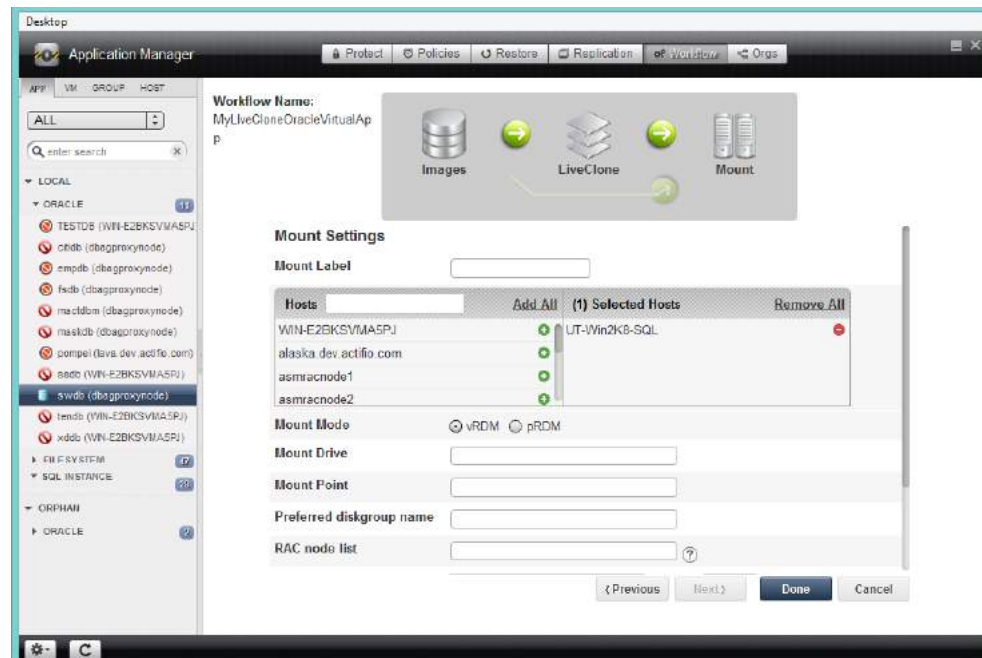 Desktop
Application Manager
Protect
Policies
Restore
Replication
Workflow
Orgs
APP
VM
GROUP
HOST
ALL
enter search
LOCAL
ORACLE
11
TESTDB (WIN-E2BKSVMA5PJ
citidb (dbagproxynode)
empdb (dbagproxynode)
fsdb (dbagproxynode)
mactdbm (dbagproxynode)
maskdb (dbagproxynode)
pompei (lava.dev.actifio.com)
(WIN-E2BKSVMA5PJ)
swdb (dbagproxynode)
tendb (WIN-E2BKSVMA5PJ)
xddb (WIN-E2BKSVMA5PJ)
FILESYSTEM
SQL INSTANCE
ORPHAN
ORACLE
2
Workflow Name:
MyLiveCloneOracleVirtualAp
p
Images
LiveClone
Mount
Mount Settings
Mount Label
Hosts
Add All
(1) Selected Hosts
Remove All
WIN-E2BKSVMA5PJ
UT-Win2K8-SQL
alaska.dev.actifio.com
asmracnode1
asmracnode2
Mount Mode
vRDM
pRDM
Mount Drive
Mount Point
Preferred diskgroup name
RAC node list
?
Previous
Next
Done
Cancel